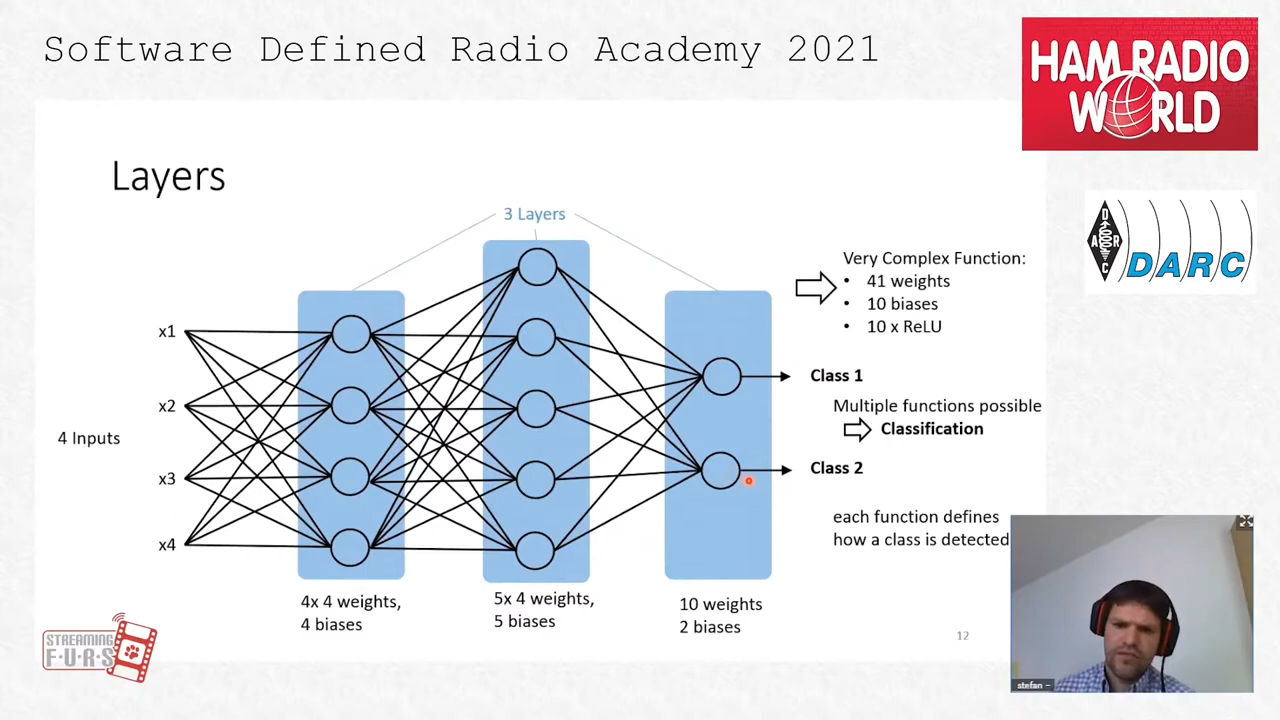 Software Defined Radio Academy 2021
HAM RADIO
WORLD
DARC
D
A R
C
Layers
3 Layers
Very Complex Function:
• 41 weights
• 10 biases
• 10 x ReLU
x1
x2
4 Inputs
x3
x4
Class 1
Multiple functions possible
Classification
Class 2
each function defines
how a class is detected
4x 4 weights,
4 biases
5x 4 weights,
5 biases
10 weights
2 biases
12
STREAMING
F·U·R·S
stefan ~